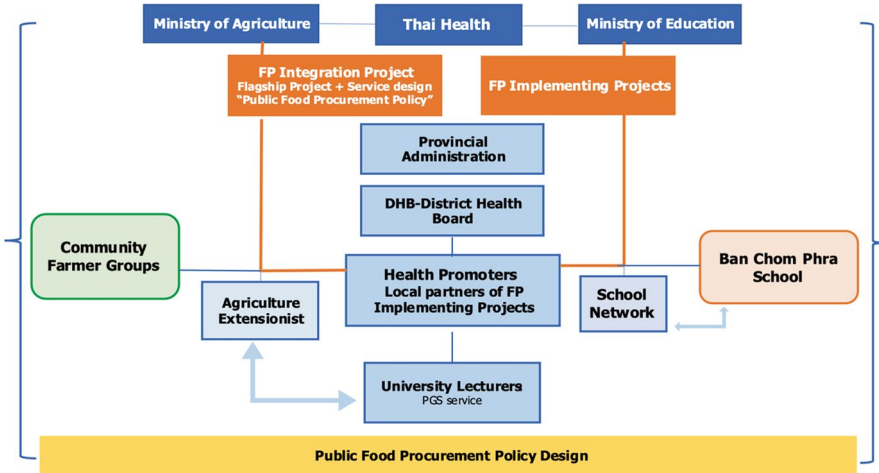 Ministry of Agriculture
Thai Health
Ministry of Education
FP Integration Project
Flagship Project + Service design
“Public Food Procurement Policy”
FP Implementing Projects
Provincial
Administration
DHB-District Health
Board
Community
Farmer Groups
Health Promoters
Local partners of FP
Implementing Projects
Ban Chom Phra
School
Agriculture
Extensionist
School
Network
University Lecturers
PGS service
Public Food Procurement Policy Design